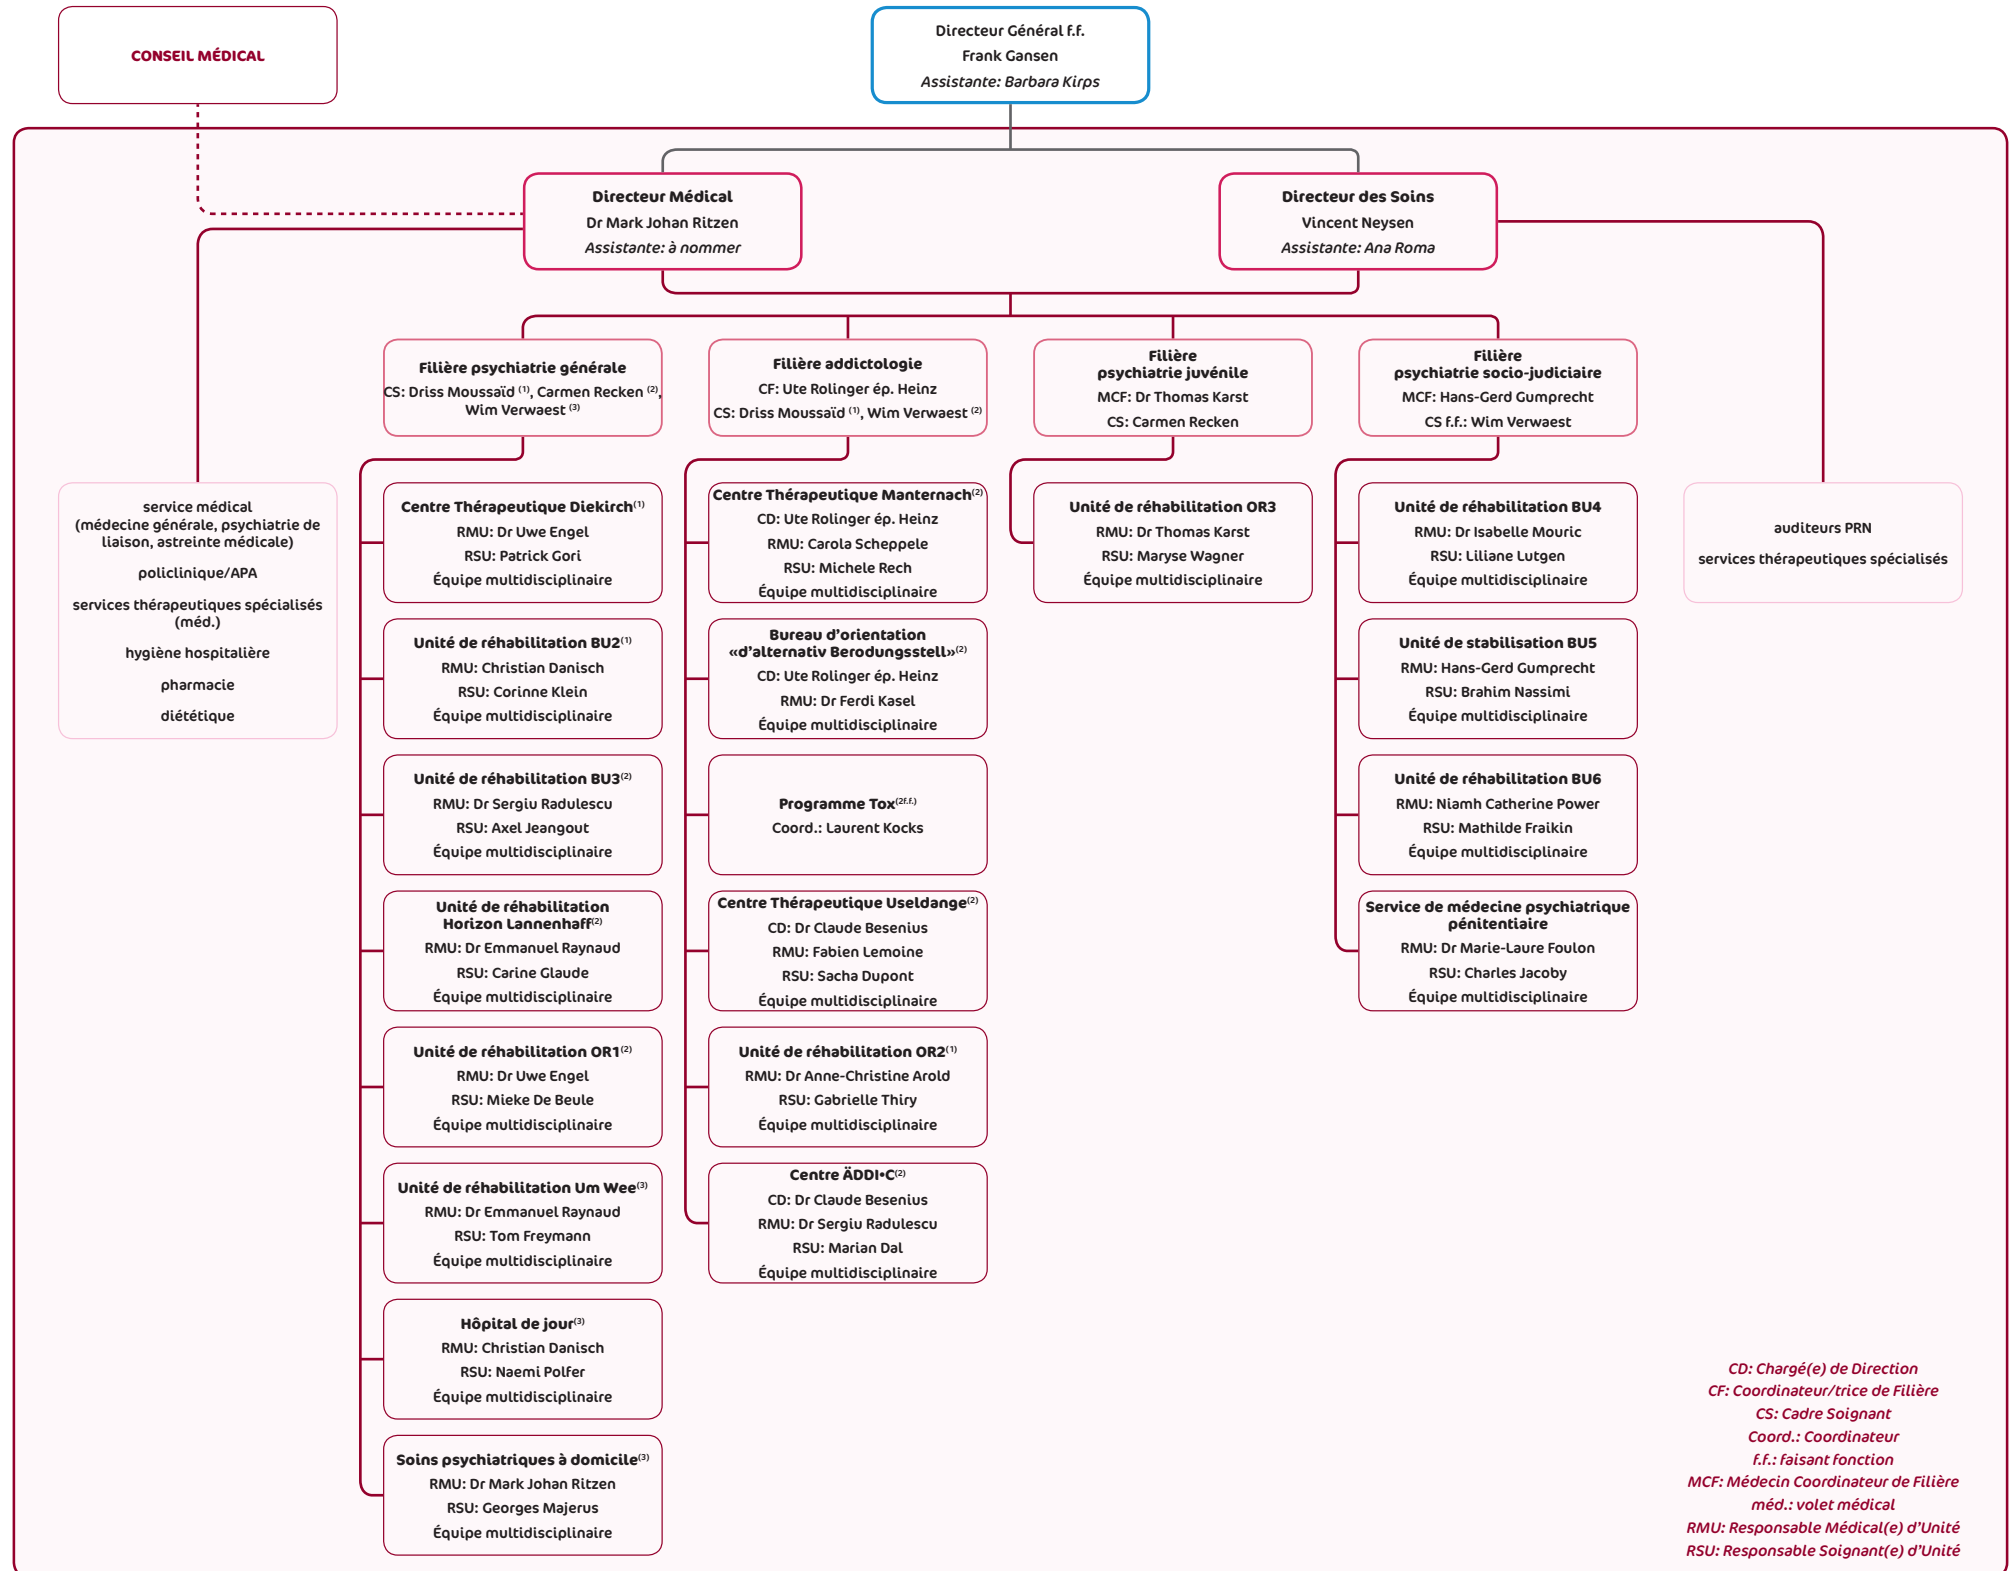 CONSEIL MÉDICAL
Directeur Général f.f.
Frank Gansen
Assistante: Barbara Kirps
Directeur Médical
Dr Mark Johan Ritzen
Assistante: à nommer
Directeur des Soins
Vincent Neysen
Assistante: Ana Roma
Filière psychiatrie générale
CS: Driss Moussaïd (1), Carmen Recken (2),
Wim Verwaest (3)
Filière addictologie
CF: Ute Rolinger ép. Heinz
CS: Driss Moussaïd (1), Wim Verwaest (2)
Filière
psychiatrie juvénile
MCF: Dr Thomas Karst
CS: Carmen Recken
Filière
psychiatrie socio-judiciaire
MCF: Hans-Gerd Gumprecht
CS f.f.: Wim Verwaest
service médical
(médecine générale, psychiatrie de
liaison, astreinte médicale)
policlinique/APA
services thérapeutiques spécialisés
(méd.)
hygiène hospitalière
pharmacie
diététique
Centre Thérapeutique Diekirch(1)
RMU: Dr Uwe Engel
RSU: Patrick Gori
Équipe multidisciplinaire
Unité de réhabilitation BU2(1)
RMU: Christian Danisch
RSU: Corinne Klein
Équipe multidisciplinaire
Unité de réhabilitation BU3(2)
RMU: Dr Sergiu Radulescu
RSU: Axel Jeangout
Équipe multidisciplinaire
Unité de réhabilitation
Horizon Lannenhaff(2)
RMU: Dr Emmanuel Raynaud
RSU: Carine Glaude
Équipe multidisciplinaire
Unité de réhabilitation OR1(2)
RMU: Dr Uwe Engel
RSU: Mieke De Beule
Équipe multidisciplinaire
Unité de réhabilitation Um Wee(3)
RMU: Dr Emmanuel Raynaud
RSU: Tom Freymann
Équipe multidisciplinaire
Hôpital de jour(3)
RMU: Christian Danisch
RSU: Naemi Polfer
Équipe multidisciplinaire
Soins psychiatriques à domicile(3)
RMU: Dr Mark Johan Ritzen
RSU: Georges Majerus
Équipe multidisciplinaire
Centre Thérapeutique Manternach(2)
CD: Ute Rolinger ép. Heinz
RMU: Carola Scheppele
RSU: Michele Rech
Équipe multidisciplinaire
Bureau d'orientation
«d'alternativ Berodungsstell»(2)
CD: Ute Rolinger ép. Heinz
RMU: Dr Ferdi Kasel
Équipe multidisciplinaire
Programme Tox(2f.f.)
Coord.: Laurent Kocks
Centre Thérapeutique Useldange(2)
CD: Dr Claude Besenius
RMU: Fabien Lemoine
RSU: Sacha Dupont
Équipe multidisciplinaire
Unité de réhabilitation OR2(1)
RMU: Dr Anne-Christine Arold
RSU: Gabrielle Thiry
Équipe multidisciplinaire
Centre ÄDDI•C(2)
CD: Dr Claude Besenius
RMU: Dr Sergiu Radulescu
RSU: Marian Dal
Équipe multidisciplinaire
Unité de réhabilitation OR3
RMU: Dr Thomas Karst
RSU: Maryse Wagner
Équipe multidisciplinaire
Unité de réhabilitation BU4
RMU: Dr Isabelle Mouric
RSU: Liliane Lutgen
Équipe multidisciplinaire
Unité de stabilisation BU5
RMU: Hans-Gerd Gumprecht
RSU: Brahim Nassimi
Équipe multidisciplinaire
Unité de réhabilitation BU6
RMU: Niamh Catherine Power
RSU: Mathilde Fraikin
Équipe multidisciplinaire
Service de médecine psychiatrique
pénitentiaire
RMU: Dr Marie-Laure Foulon
RSU: Charles Jacoby
Équipe multidisciplinaire
auditeurs PRN
services thérapeutiques spécialisés
CD: Chargé(e) de Direction
CF: Coordinateur/trice de Filière
CS: Cadre Soignant
Coord.: Coordinateur
f.f.: faisant fonction
MCF: Médecin Coordinateur de Filière
méd.: volet médical
RMU: Responsable Médical(e) d'Unité
RSU: Responsable Soignant(e) d'Unité